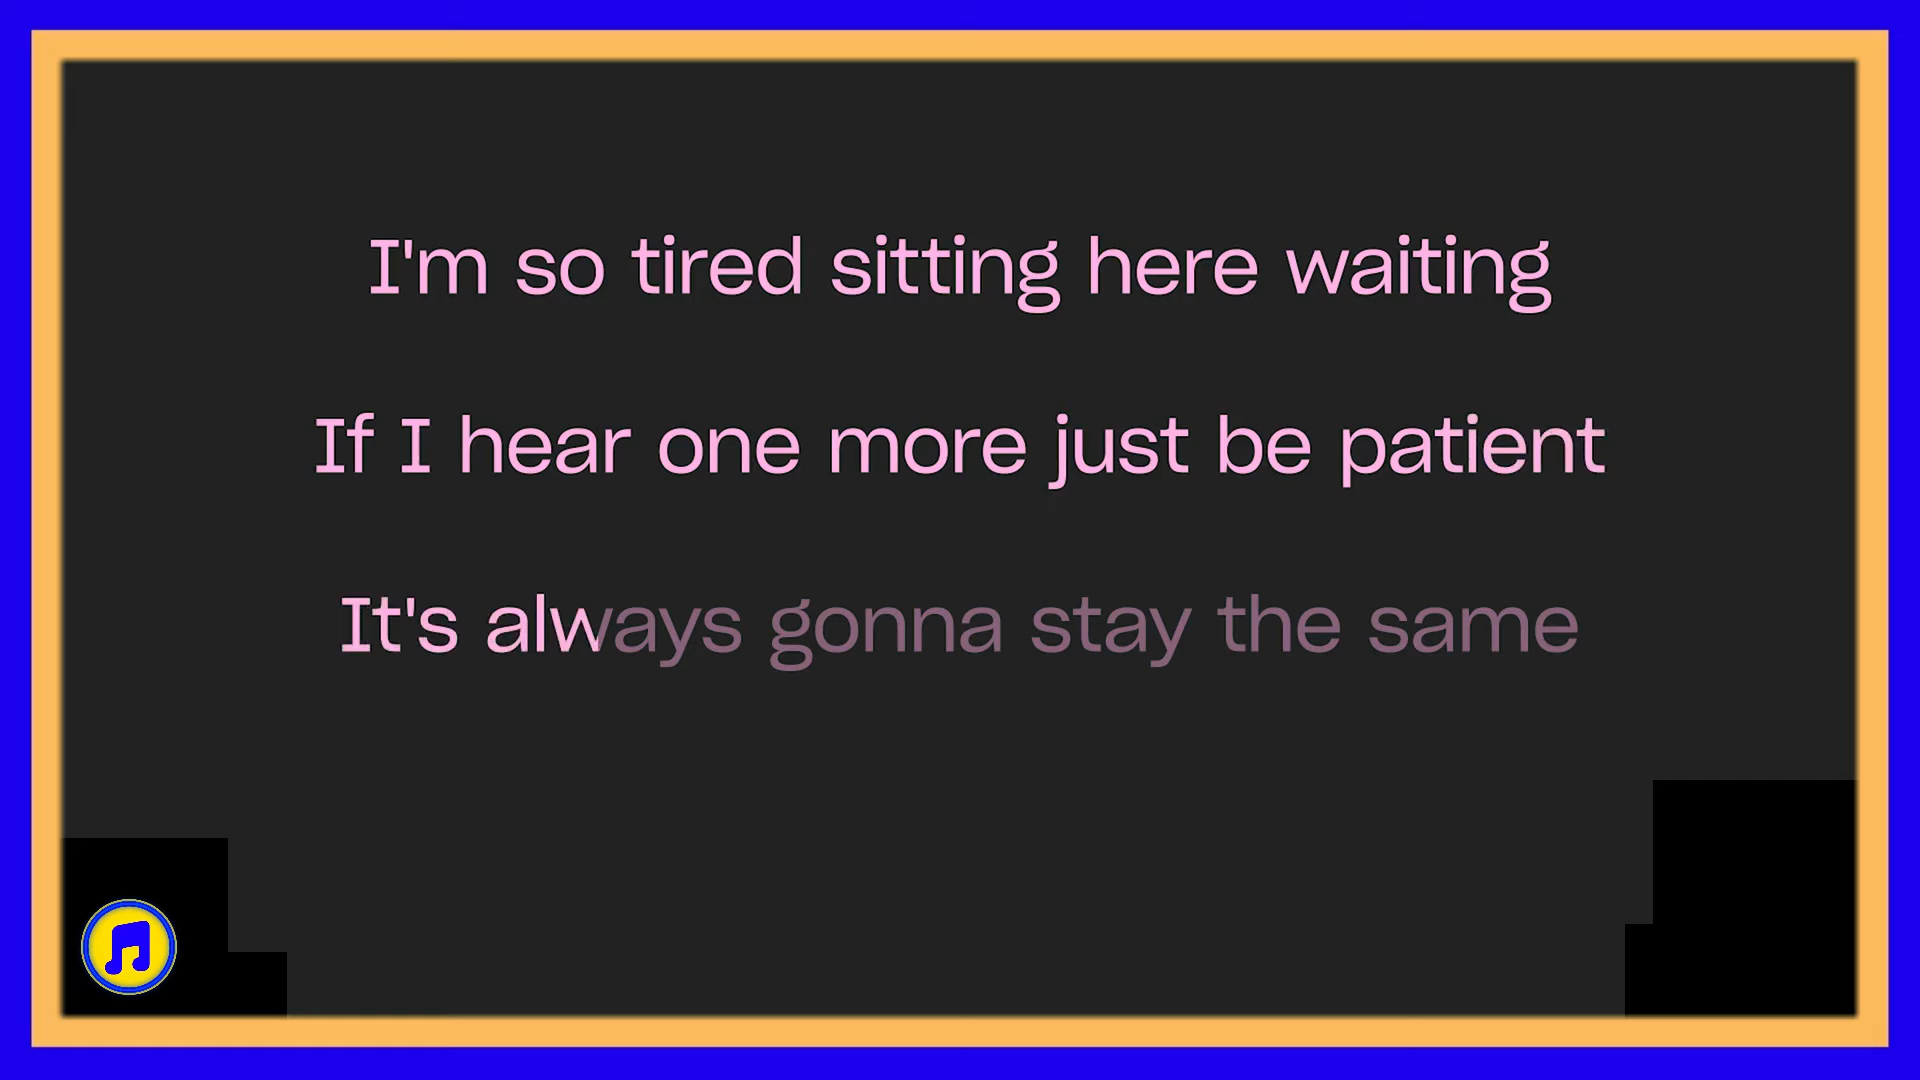 I'm so tired sitting here waiting
If I hear one more just be patient
It's always gonna stay the same